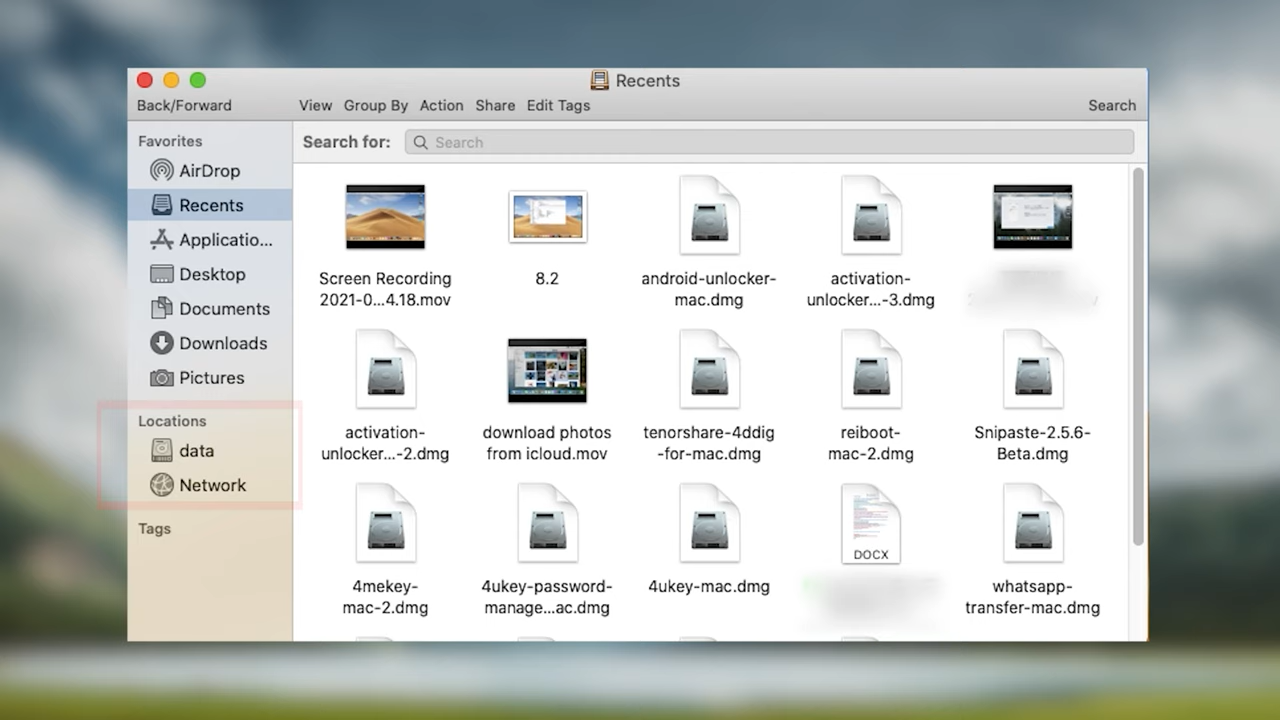 Recents
Back/Forward
View Group By Action Share Edit Tags
Search
Favorites
AirDrop
Recents
Applicatio...
Desktop
Documents
Downloads
Pictures
Locations
data
Network
Tags
Search for:
Search
Screen Recording
2021-0...4.18.mov
8.2
android-unlocker-
mac.dmg
activation-
unlocker...-3.dmg
activation-
unlocker...-2.dmg
download photos
from icloud.mov
tenorshare-4ddig
-for-mac.dmg
reiboot-
mac-2.dmg
Snipaste-2.5.6-
Beta.dmg
4mekey-
mac-2.dmg
4ukey-password-
manage...ac.dmg
4ukey-mac.dmg
DOCX
whatsapp-
transfer-mac.dmg